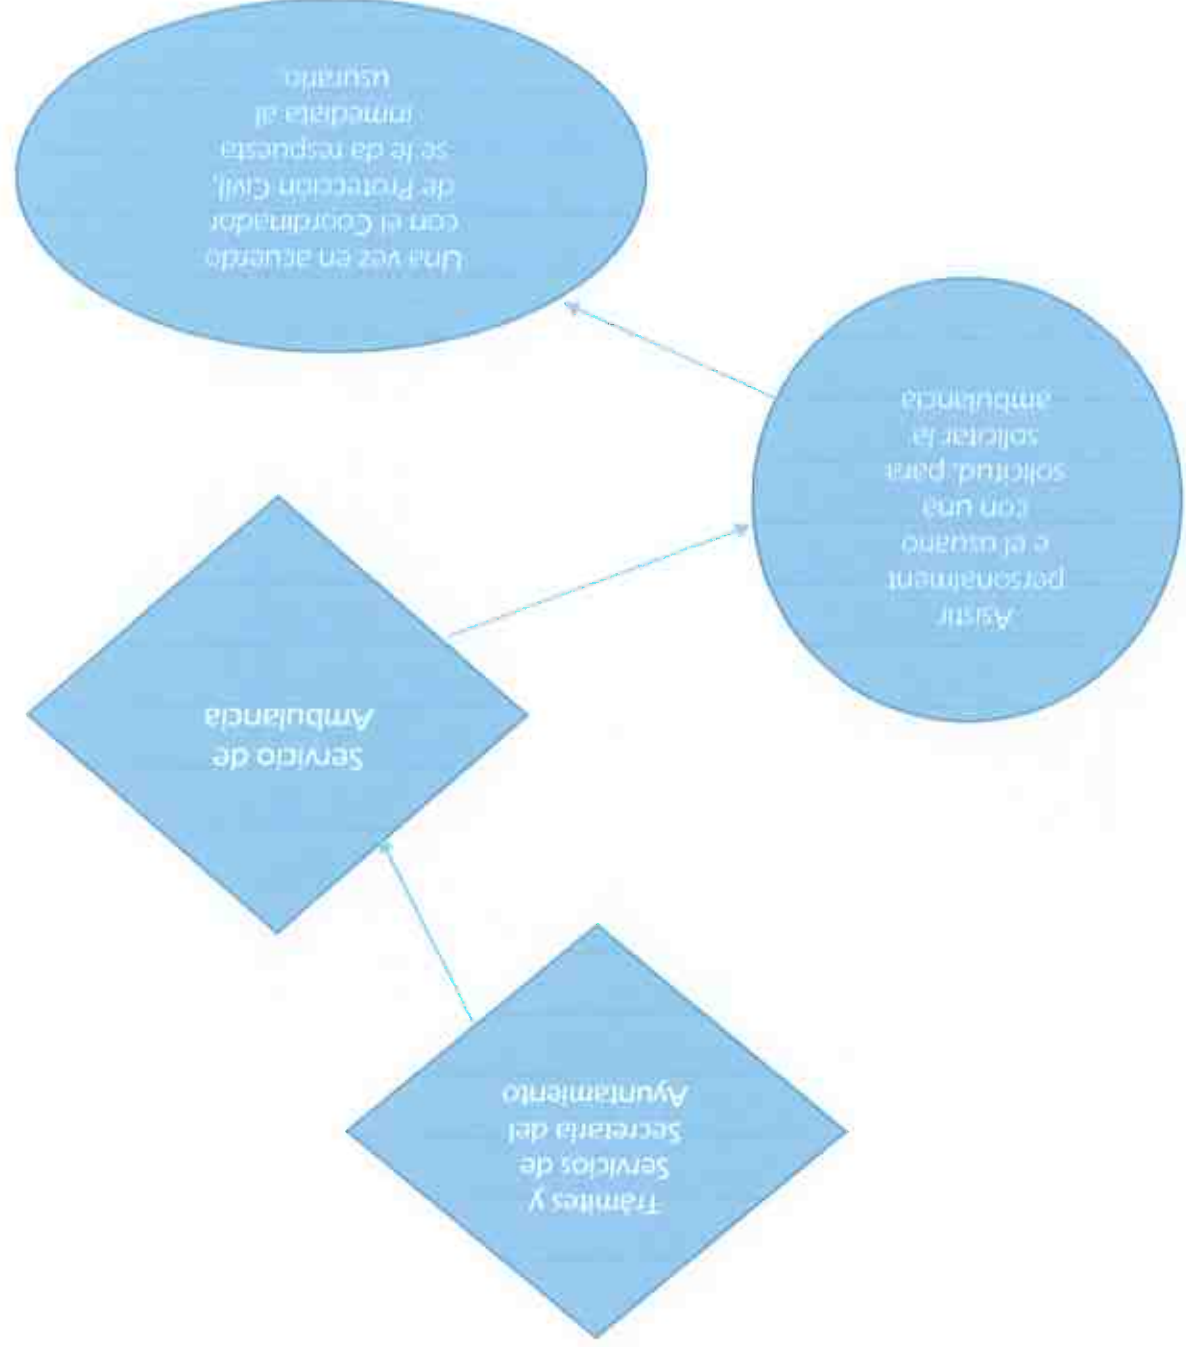 Trámites y
Servicios de
Secretaría del
Ayuntamiento
Servicio de
Ambulancia
Asistir
personalment
e el usuario
con una
solicitud, para
solicitar la
ambulancia
Una vez en acuerdo
con el Coordinador
de Protección Civil,
se le da respuesta
inmediata al
usurario.